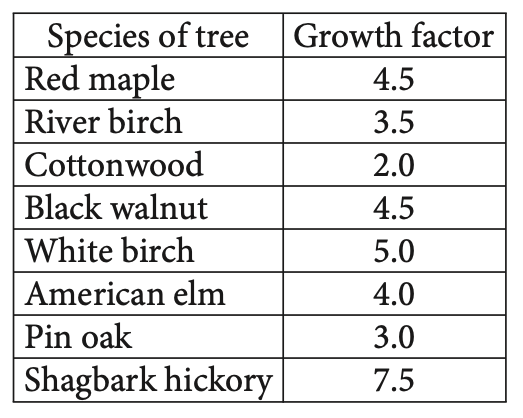 Species of tree Growth factor
Red maple 4.5
River birch 3.5
Cottonwood 2.0
Black walnut 4.5
White birch 5.0
American elm 4.0
Pin oak 3.0
Shagbark hickory 7.5